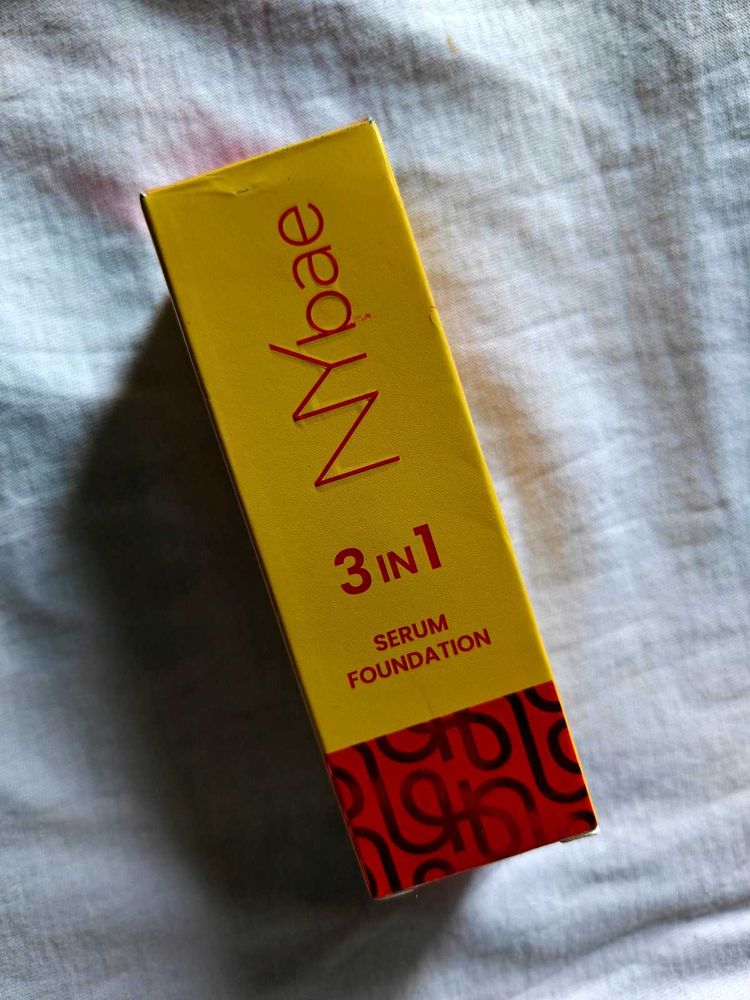 NYbae
3 IN 1
SERUM
FOUNDATION